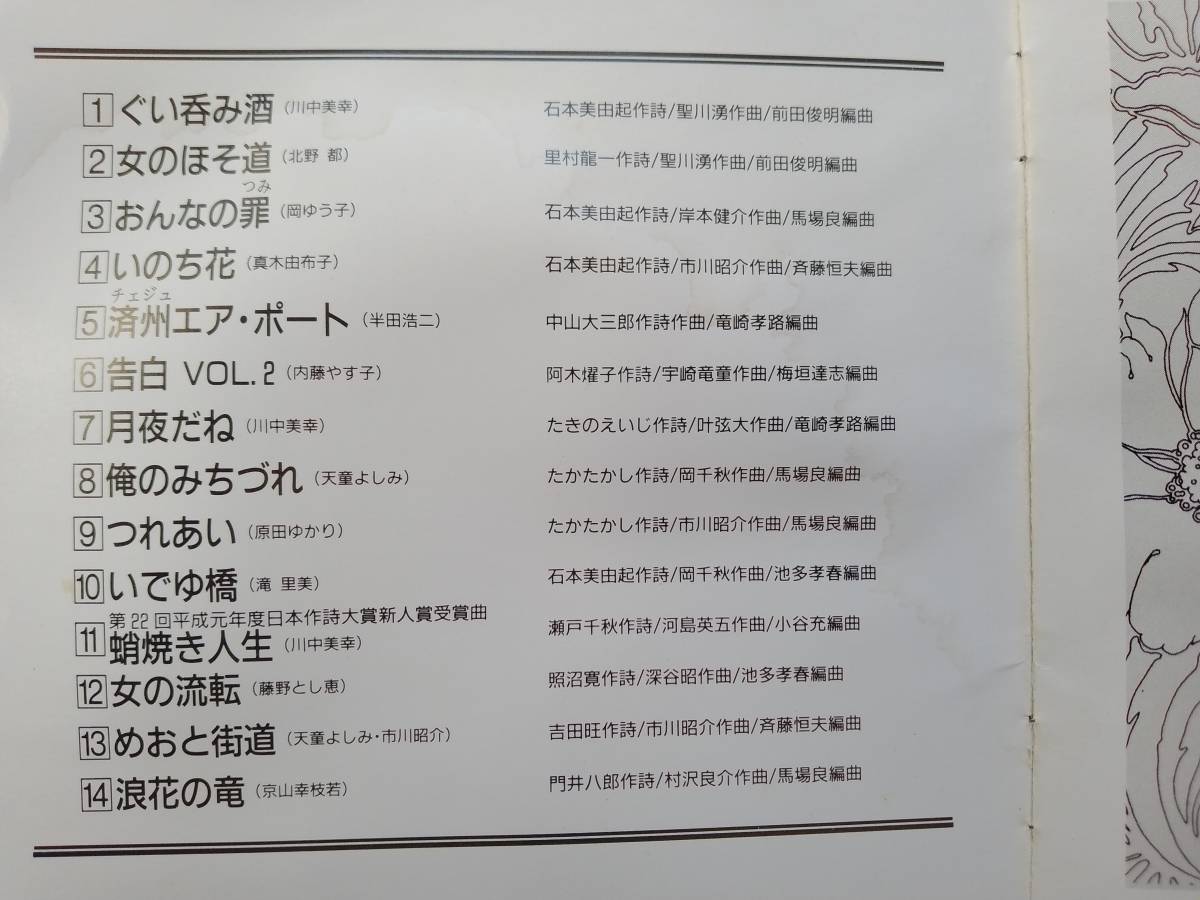 1 ぐい呑み酒（川中美幸） 石本美由起作詩/聖川湧作曲/前田俊明編曲
2 女のほそ道（北野 都） 里村龍一作詩/聖川湧作曲/前田俊明編曲
つみ
3 おんなの罪（岡ゆう子） 石本美由起作詩/岸本健介作曲/馬場良編曲
4 いのち花（真木由布子） 石本美由起作詩/市川昭介作曲/斉藤恒夫編曲
チェジュ
5 済州エア・ポート（半田浩二） 中山大三郎作詩作曲/竜崎孝路編曲
6 告白 VOL.2（内藤やす子） 阿木燿子作詩/宇崎竜童作曲/梅垣達志編曲
7 月夜だね（川中美幸） たきのえいじ作詩/叶弦大作曲/竜崎孝路編曲
8 俺のみちづれ（天童よしみ） たかたかし作詩/岡千秋作曲/馬場良編曲
9 つれあい（原田ゆかり） たかたかし作詩/市川昭介作曲/馬場良編曲
10 いでゆ橋（滝 里美） 石本美由起作詩/岡千秋作曲/池多孝春編曲
第22回平成元年度日本作詩大賞新人賞受賞曲
11 蛸焼き人生（川中美幸） 瀬戸千秋作詩/河島英五作曲/小谷充編曲
12 女の流転（藤野とし恵） 照沼寛作詩/深谷昭作曲/池多孝春編曲
13 めおと街道（天童よしみ・市川昭介） 吉田旺作詩/市川昭介作曲/斉藤恒夫編曲
14 浪花の竜（京山幸枝若） 門井八郎作詩/村沢良介作曲/馬場良編曲